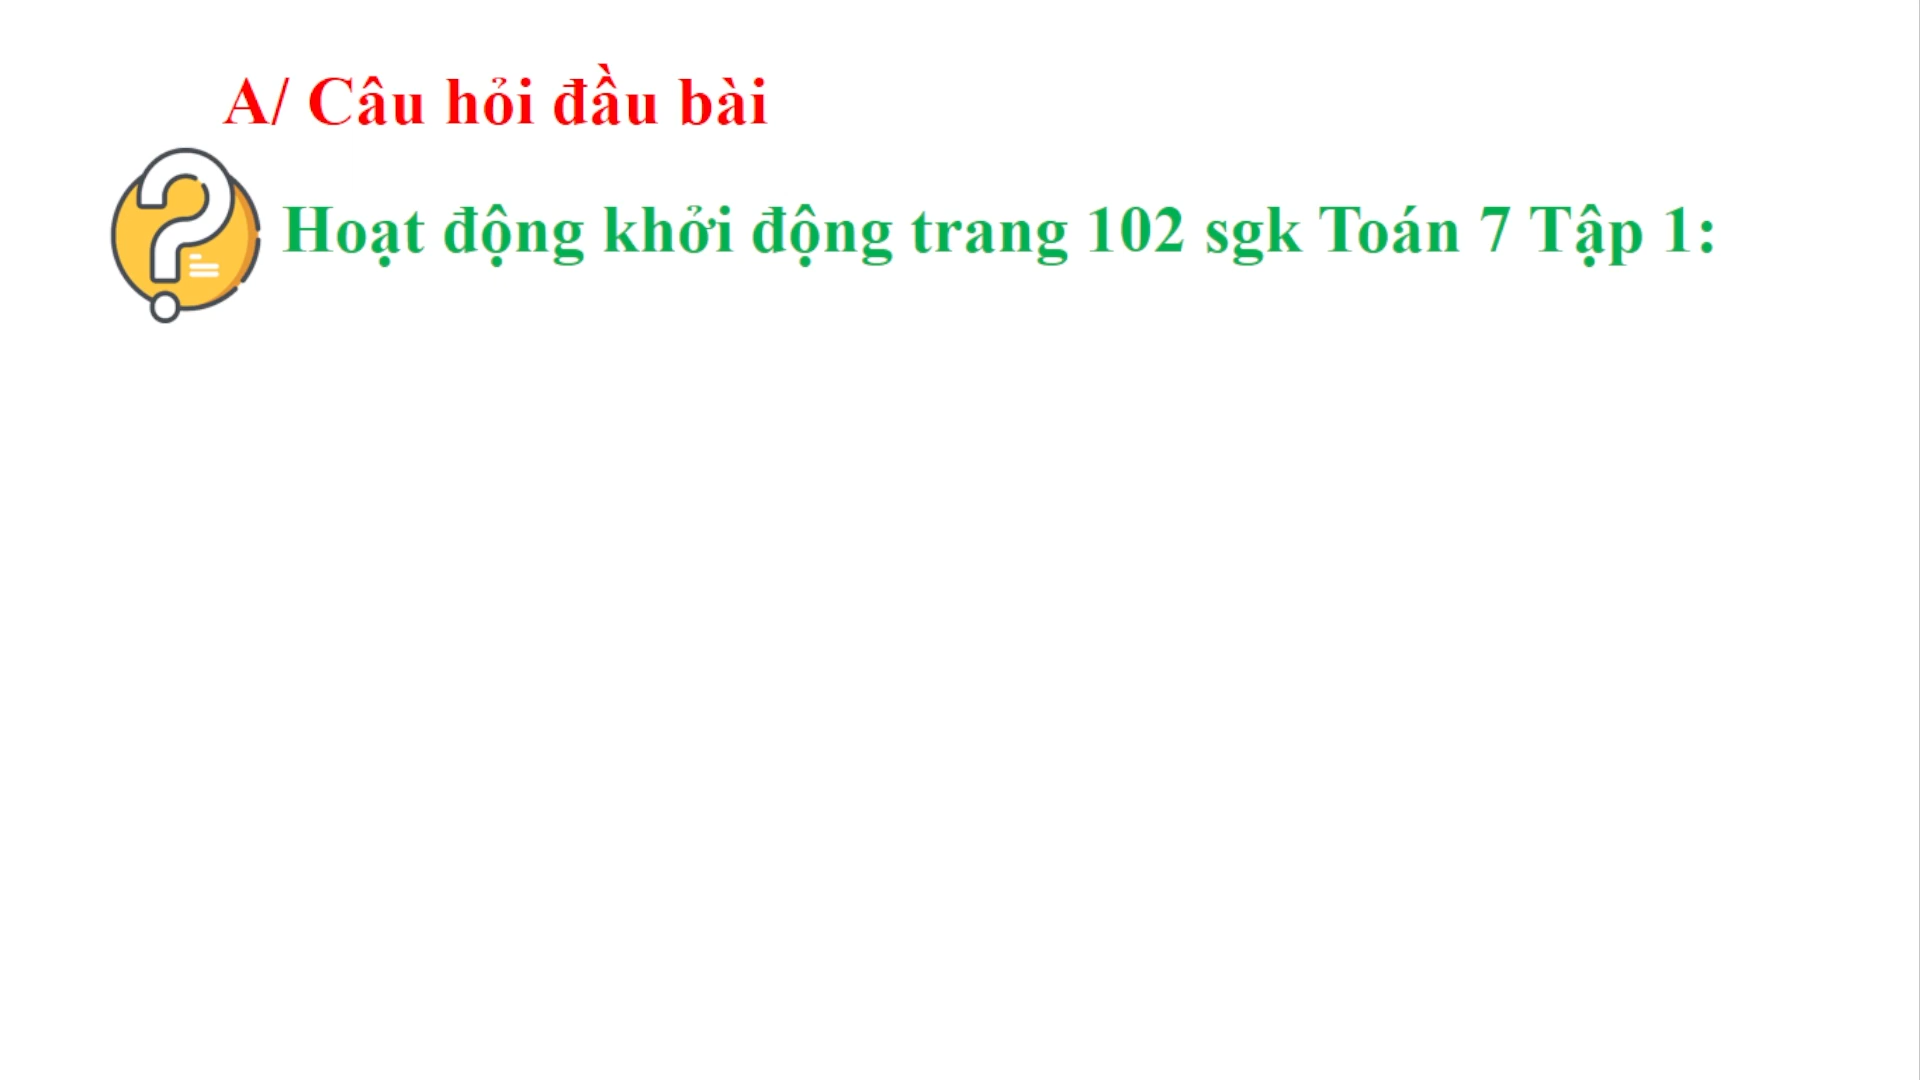 A/ Câu hỏi đầu bài
Hoạt động khởi động trang 102 sgk Toán 7 Tập 1: